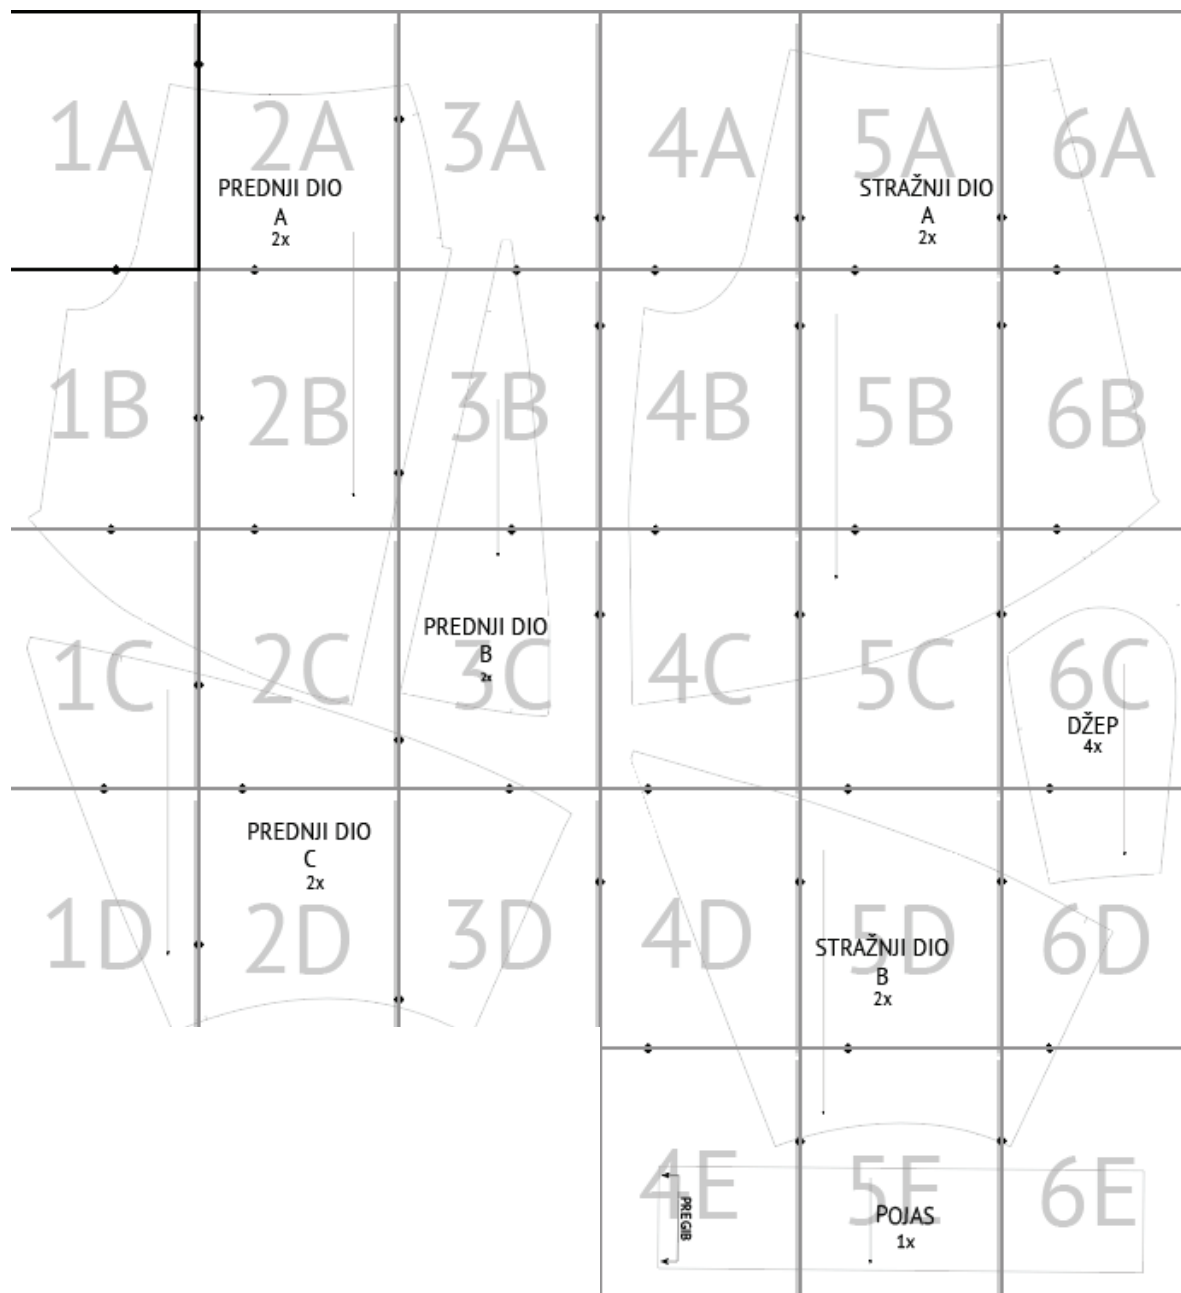 1A
2A
3A
4A
5A
6A
PREDNJI DIO
A
2x
STRAŽNJI DIO
A
2x
1B
2B
3B
4B
5B
6B
PREDNJI DIO
B
2x
1C
2C
3C
4C
5C
6C
DŽEP
4x
PREDNJI DIO
C
2x
1D
2D
3D
4D
5D
6D
STRAŽNJI DIO
B
2x
4E
5E
6E
PREGIB
POJAS
1x